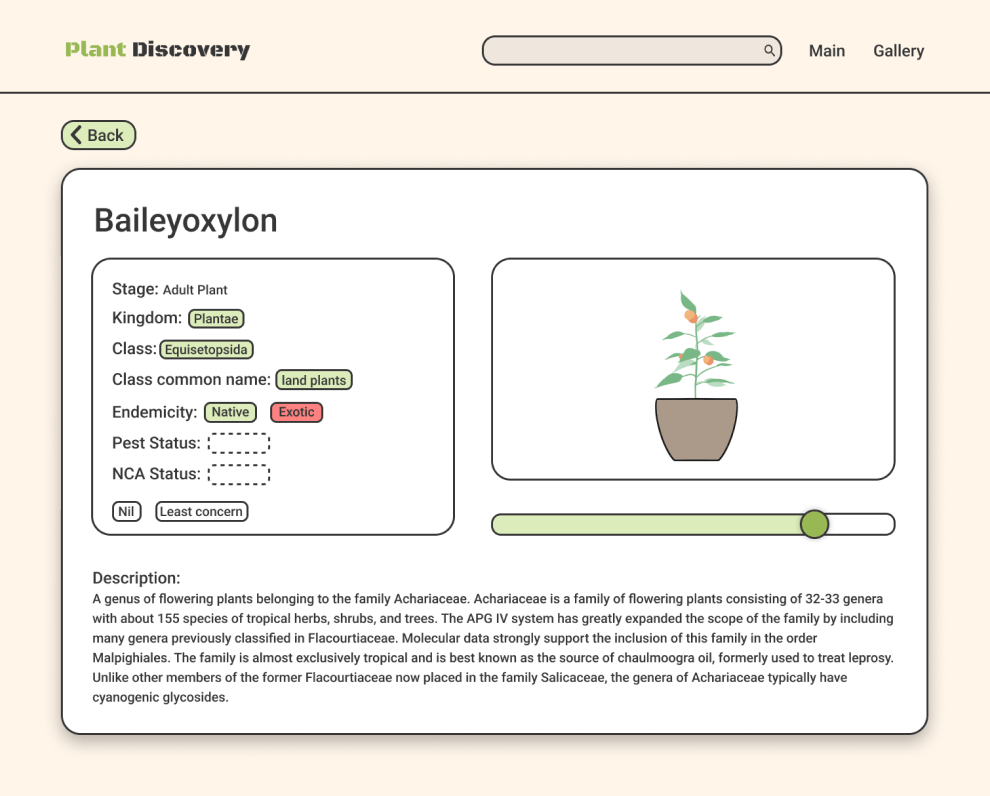 Plant Discovery
Main
Gallery
Back
Baileyoxylon
Stage: Adult Plant
Kingdom: Plantae
Class: Equisetopsida
Class common name: land plants
Endemicity: Native Exotic
Pest Status:
NCA Status:
Nil Least concern
Description:
A genus of flowering plants belonging to the family Achariaceae. Achariaceae is a family of flowering plants consisting of 32-33 genera
with about 155 species of tropical herbs, shrubs, and trees. The APG IV system has greatly expanded the scope of the family by including
many genera previously classified in Flacourtiaceae. Molecular data strongly support the inclusion of this family in the order
Malpighiales. The family is almost exclusively tropical and is best known as the source of chaulmoogra oil, formerly used to treat leprosy.
Unlike other members of the former Flacourtiaceae now placed in the family Salicaceae, the genera of Achariaceae typically have
cyanogenic glycosides.